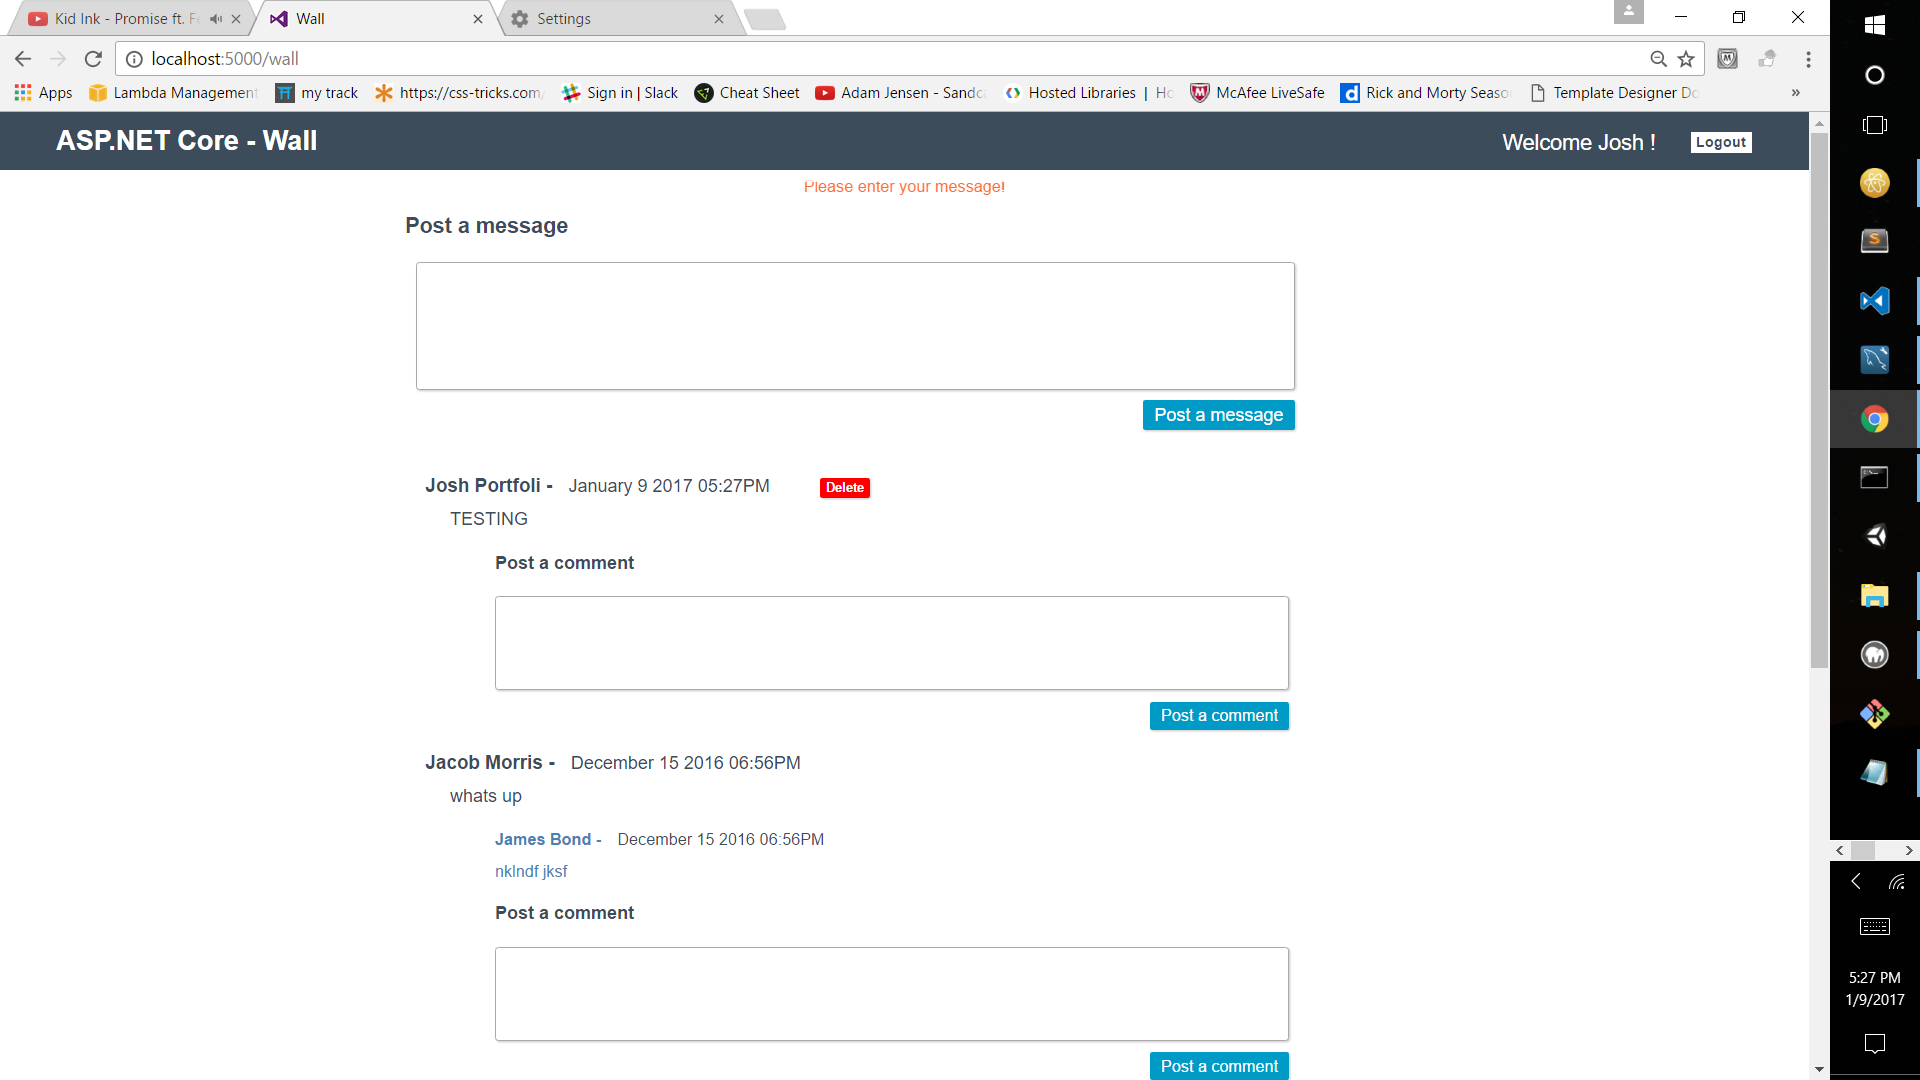 Kid Ink - Promise ft. Fe
Wall
Settings
localhost:5000/wall
Apps
Lambda Management
my track
https://css-tricks.com/
Sign in | Slack
Cheat Sheet
Adam Jensen - Sandca
Hosted Libraries | Ho
McAfee LiveSafe
Rick and Morty Seaso
Template Designer Do
»
ASP.NET Core - Wall
Welcome Josh !
Logout
Please enter your message!
Post a message
Post a message
Josh Portfoli - January 9 2017 05:27PM
Delete
TESTING
Post a comment
Post a comment
Jacob Morris - December 15 2016 06:56PM
whats up
James Bond - December 15 2016 06:56PM
nklndf jksf
Post a comment
Post a comment
5:27 PM
1/9/2017